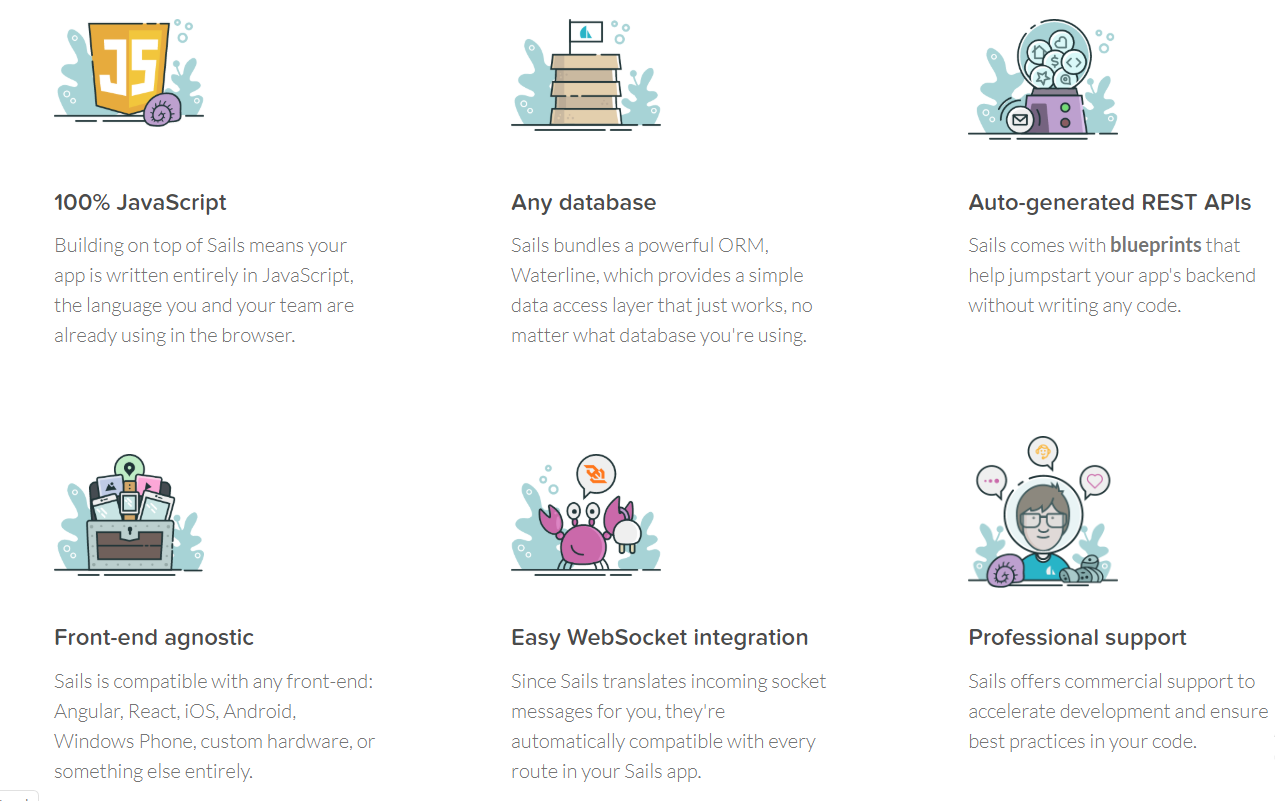 JS
100% JavaScript
Building on top of Sails means your
app is written entirely in JavaScript,
the language you and your team are
already using in the browser.
Any database
Sails bundles a powerful ORM,
Waterline, which provides a simple
data access layer that just works, no
matter what database you're using.
$
<>
Auto-generated REST APIs
Sails comes with blueprints that
help jumpstart your app's backend
without writing any code.
Front-end agnostic
Sails is compatible with any front-end:
Angular, React, iOS, Android,
Windows Phone, custom hardware, or
something else entirely.
Easy WebSocket integration
Since Sails translates incoming socket
messages for you, they're
automatically compatible with every
route in your Sails app.
Professional support
Sails offers commercial support to
accelerate development and ensure
best practices in your code.